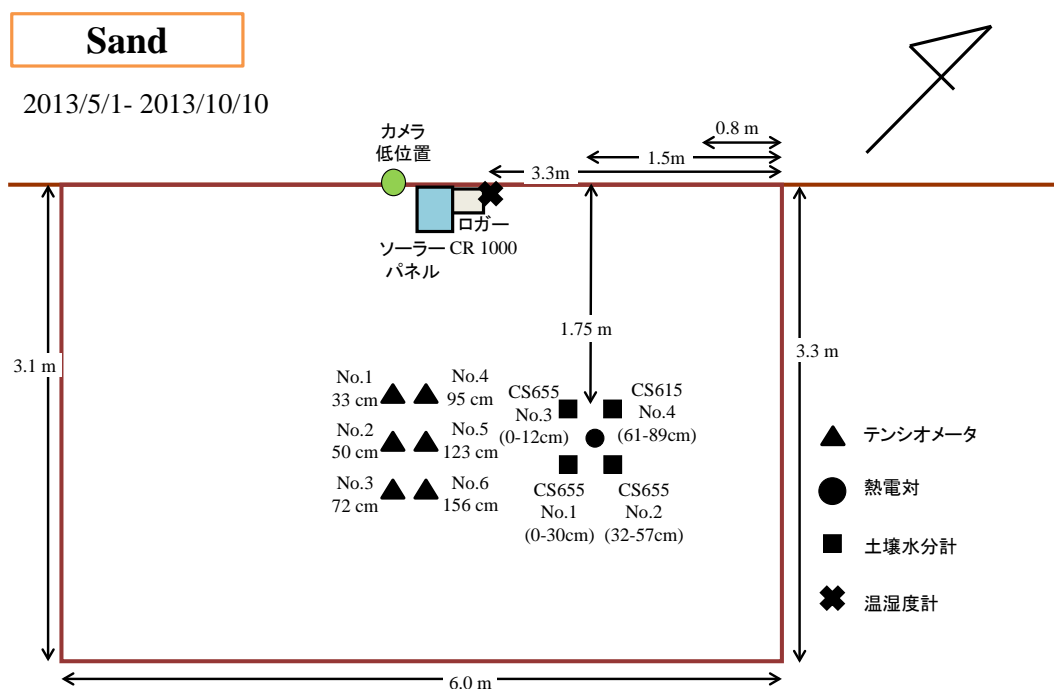 Sand
2013/5/1- 2013/10/10
カメラ
低位置
0.8 m
1.5m
3.3m
ロガー
CR 1000
ソーラー
パネル
1.75 m
3.1 m
3.3 m
No.1
33 cm
No.4
95 cm
No.2
50 cm
No.5
123 cm
No.3
72 cm
No.6
156 cm
CS655
No.3
(0-12cm)
CS615
No.4
(61-89cm)
CS655
No.1
(0-30cm)
CS655
No.2
(32-57cm)
テンシオメータ
熱電対
土壌水分計
温湿度計
6.0 m